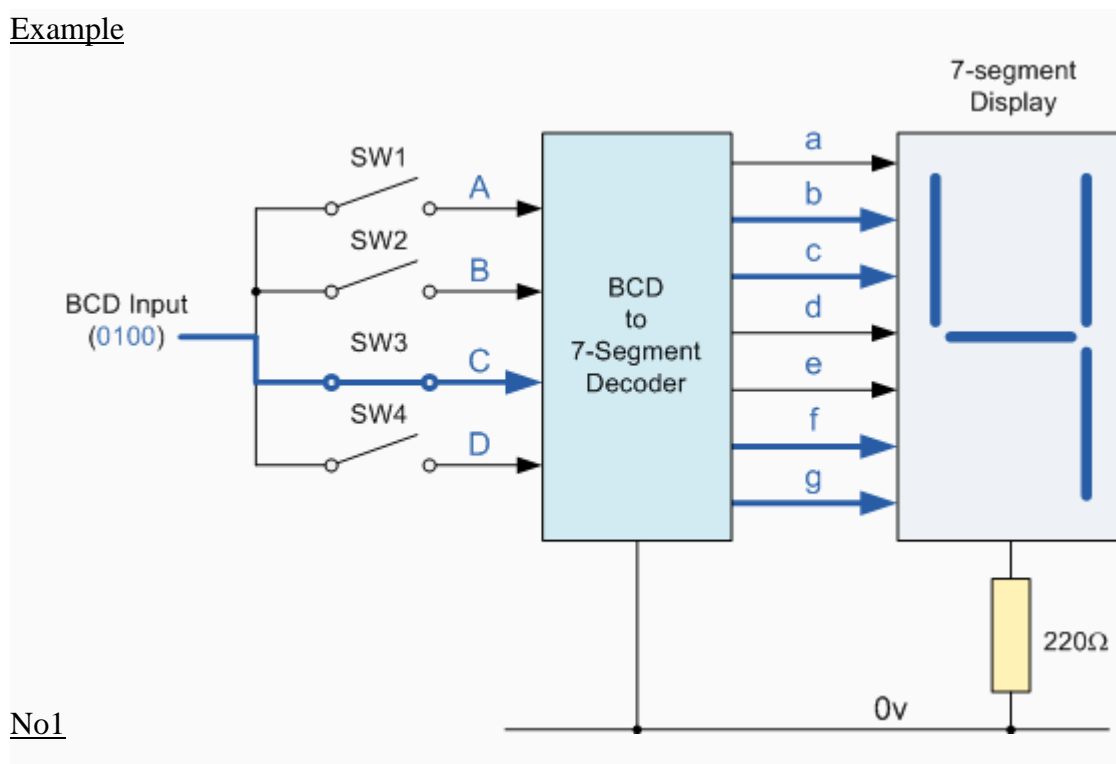 Example
7-segment
Display
SW1
A
a
b
SW2
B
c
BCD Input
(0100)
BCD
to
7-Segment
Decoder
d
SW3
C
e
SW4
D
f
g
220Ω
0v
No1